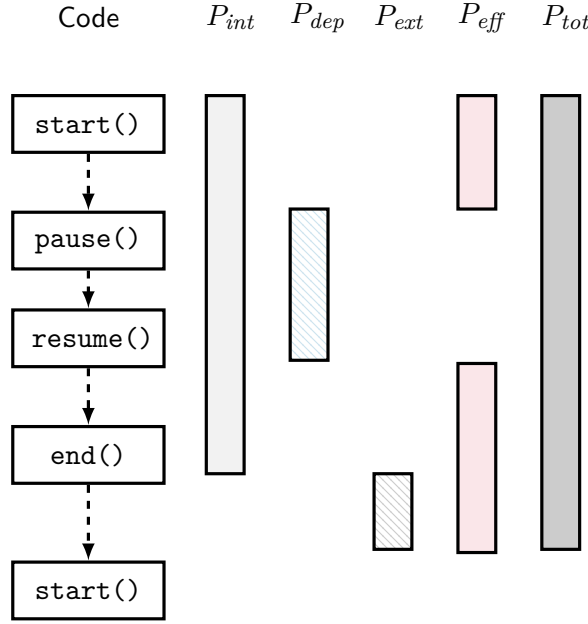 Code P_int P_dep P_ext P_eff P_tot
start()
pause()
resume()
end()
start()